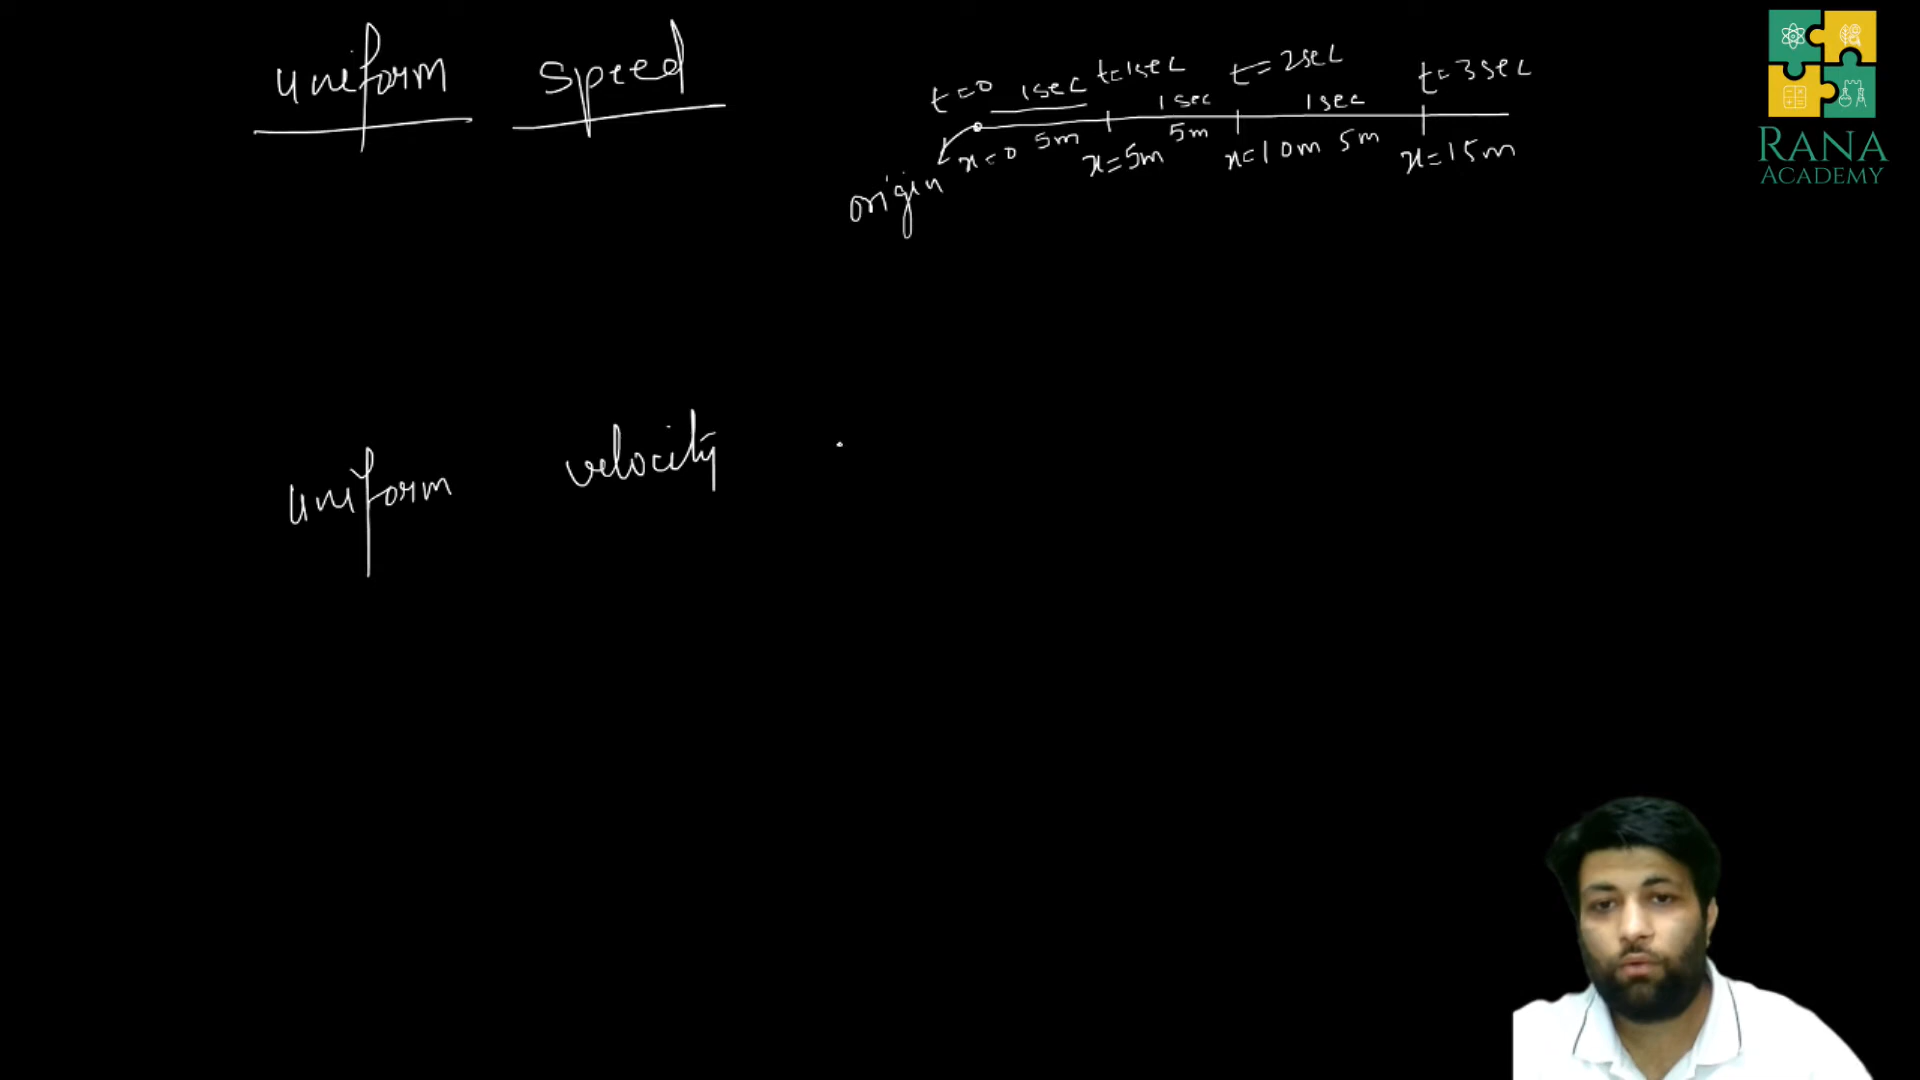 uniform speed
t=0 1sec t=1sec t=2sec t=3sec
1sec 1sec
5m 5m 5m
x=0 x=5m x=10m x=15m
origin
uniform velocity
RANA
ACADEMY